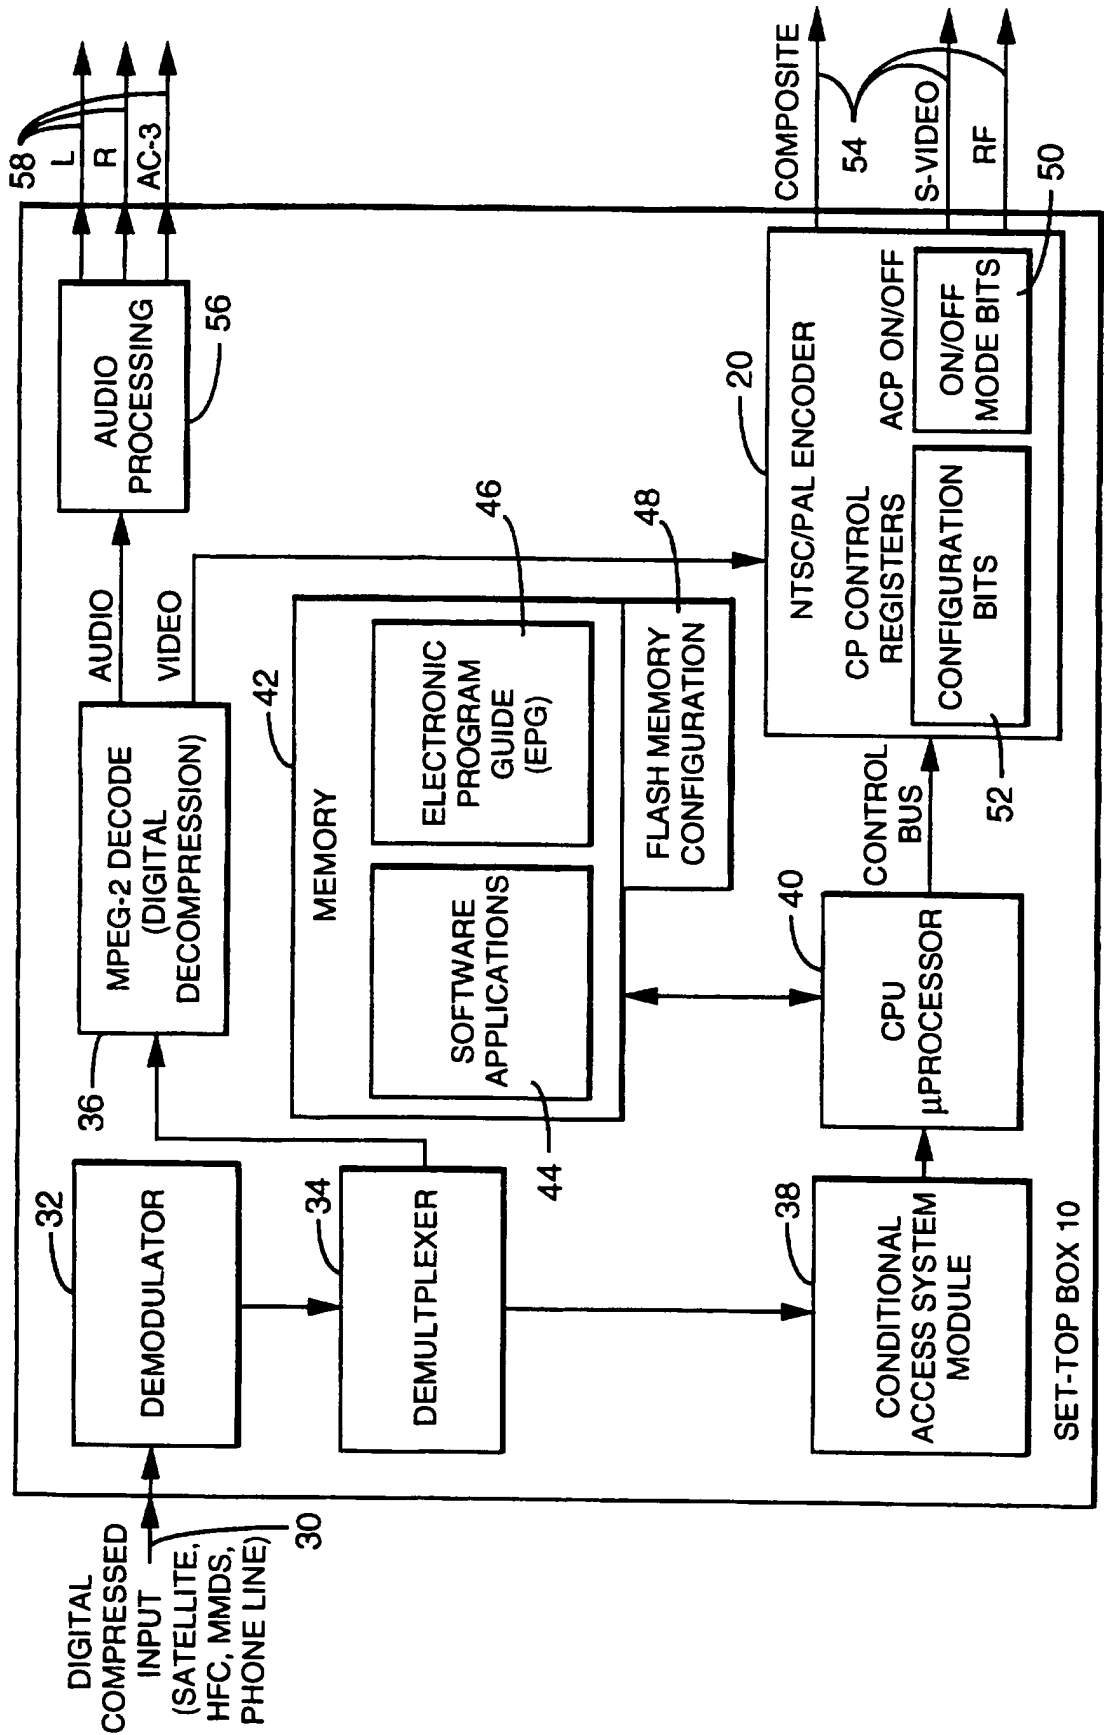 DIGITAL
COMPRESSED
INPUT
(SATELLITE,
HFC, MMDS,
PHONE LINE)
30
32
DEMODULATOR
34
DEMULTPLEXER
38
CONDITIONAL
ACCESS SYSTEM
MODULE
SET-TOP BOX 10
36
MPEG-2 DECODE
(DIGITAL
DECOMPRESSION)
AUDIO
VIDEO
42
MEMORY
SOFTWARE
APPLICATIONS
44
ELECTRONIC
PROGRAM
GUIDE
(EPG)
46
FLASH MEMORY
CONFIGURATION
48
40
CPU
µPROCESSOR
CONTROL
BUS
AUDIO
PROCESSING
56
58
L
R
AC-3
20
NTSC/PAL ENCODER
CP CONTROL
REGISTERS
ACP ON/OFF
CONFIGURATION
BITS
52
ON/OFF
MODE BITS
50
COMPOSITE
54
S-VIDEO
RF